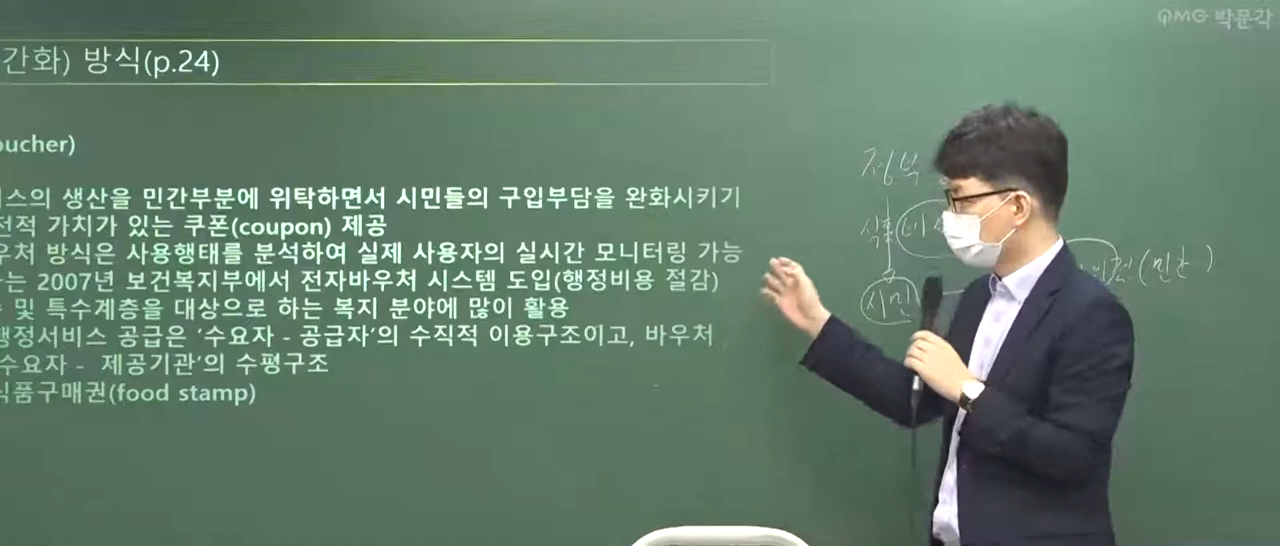 PMG 박문각
간화) 방식(p.24)
oucher)
스의 생산을 민간부분에 위탁하면서 시민들의 구입부담을 완화시키기
전적 가치가 있는 쿠폰(coupon) 제공
우처 방식은 사용행태를 분석하여 실제 사용자의 실시간 모니터링 가능
는 2007년 보건복지부에서 전자바우처 시스템 도입(행정비용 절감)
및 특수계층을 대상으로 하는 복지 분야에 많이 활용
행정서비스 공급은 '수요자 - 공급자'의 수직적 이용구조이고, 바우처
수요자 - 제공기관'의 수평구조
식품구매권(food stamp)
정부
시민
(민간)